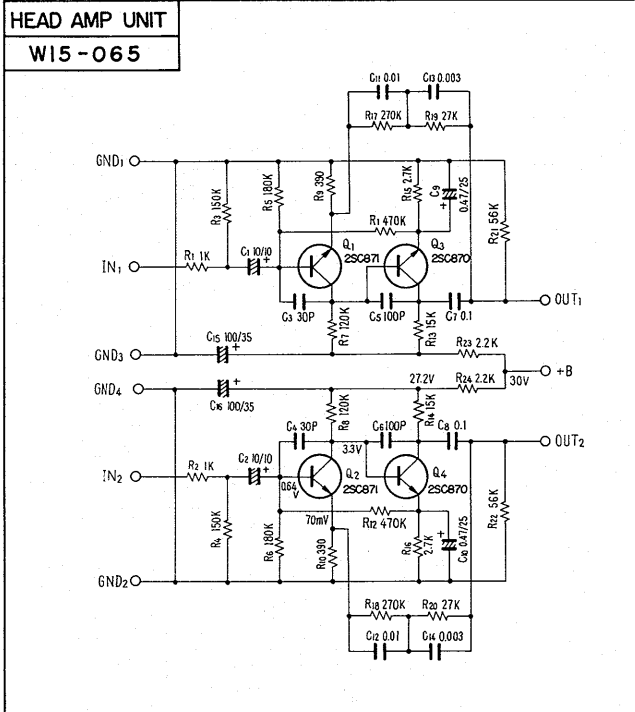 HEAD AMP UNIT
W15-065
C11 0.01
C13 0.003
R17 270K
R19 27K
GND1
R3 150K
R5 180K
R9 390
R15 2.7K
C9 0.47/25
+
R1 470K
R21 56K
Q1
2SC871
Q3
2SC870
IN1
R1 1K
C1 10/10
+
C3 30P
C5 100P
C7 0.1
OUT1
R7 120K
R13 15K
C15 100/35
+
R23 2.2K
GND3
+B
GND4
R24 2.2K
30V
27.2V
+
C16 100/35
R8 120K
R14 15K
C4 30P
C6 100P
C8 0.1
OUT2
3.3V
IN2
R2 1K
C2 10/10
+
0.64V
Q2
2SC871
Q4
2SC870
R22 56K
70mV
R12 470K
+
C10 0.47/25
R4 150K
R6 180K
R10 390
R16 2.7K
GND2
R18 270K
R20 27K
C12 0.01
C14 0.003